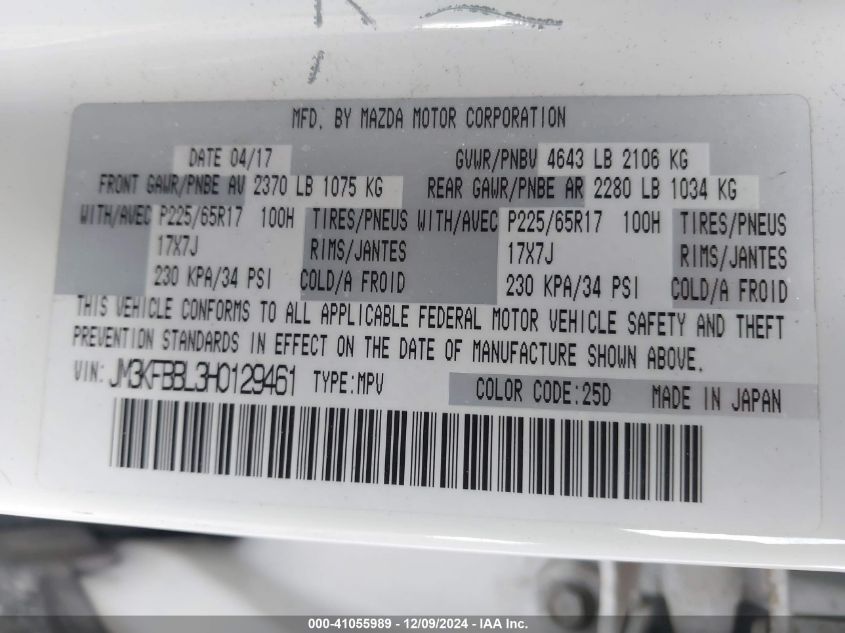 MFD. BY MAZDA MOTOR CORPORATION
DATE 04/17 GVWR/PNBV 4643 LB 2106 KG
FRONT GAWR/PNBE AV 2370 LB 1075 KG REAR GAWR/PNBE AR 2280 LB 1034 KG
WITH/AVEC P225/65R17 100H TIRES/PNEUS WITH/AVEC P225/65R17 100H TIRES/PNEUS
17X7J RIMS/JANTES 17X7J RIMS/JANTES
230 KPA/34 PSI COLD/A FROID 230 KPA/34 PSI COLD/A FROID
THIS VEHICLE CONFORMS TO ALL APPLICABLE FEDERAL MOTOR VEHICLE SAFETY AND THEFT
PREVENTION STANDARDS IN EFFECT ON THE DATE OF MANUFACTURE SHOWN ABOVE.
VIN: JM3KFBBL3H0129461 TYPE:MPV COLOR CODE:25D MADE IN JAPAN
000-41055989 - 12/09/2024 - IAA Inc.